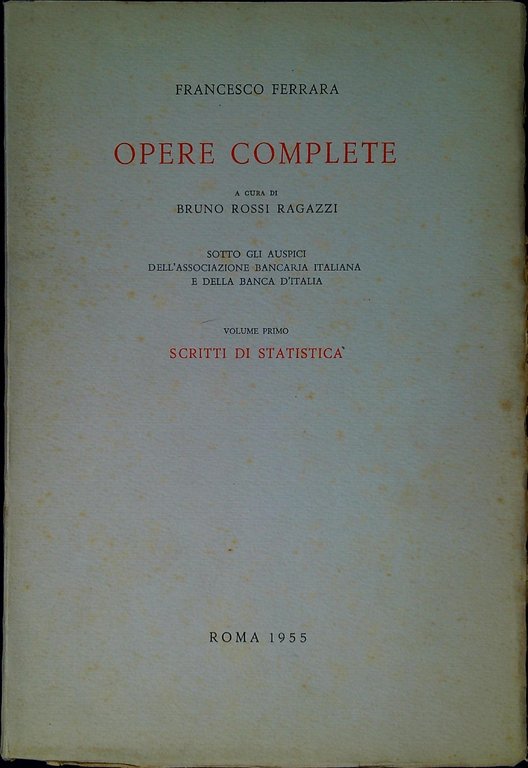 FRANCESCO FERRARA
OPERE COMPLETE
A CURA DI
BRUNO ROSSI RAGAZZI
SOTTO GLI AUSPICI
DELL'ASSOCIAZIONE BANCARIA ITALIANA
E DELLA BANCA D'ITALIA
VOLUME PRIMO
SCRITTI DI STATISTICA
ROMA 1955